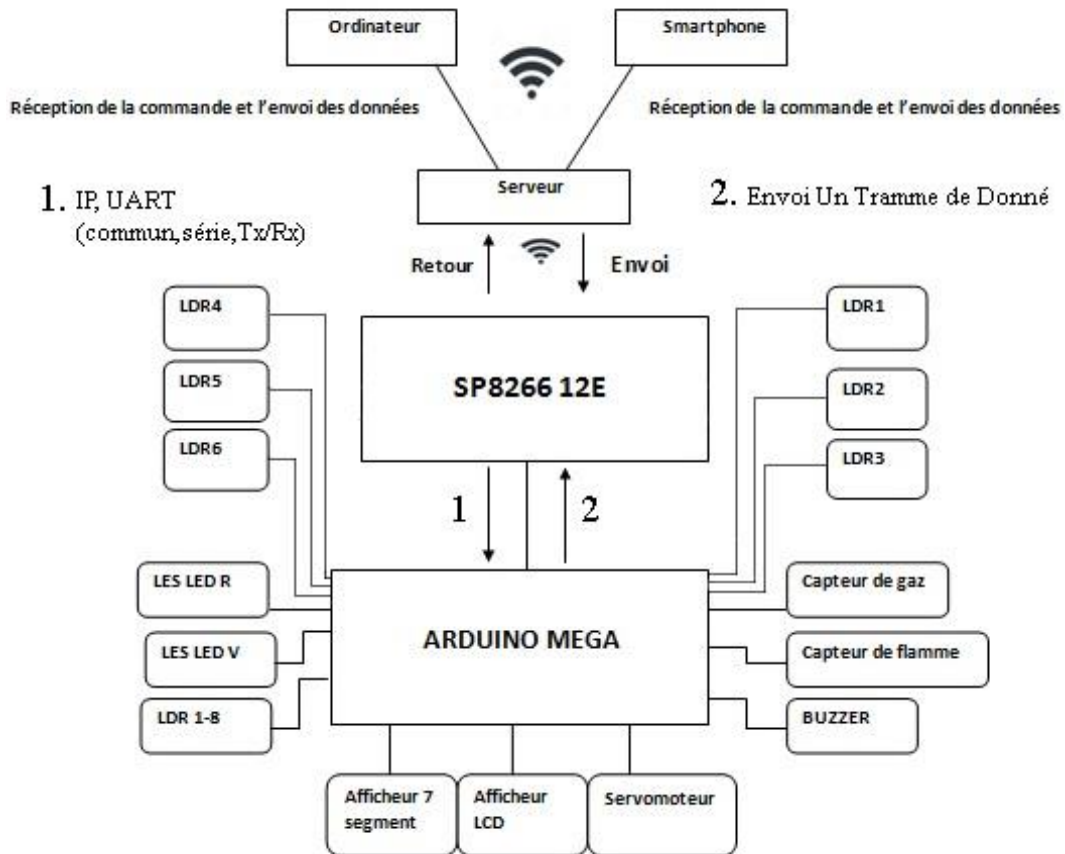 Ordinateur
Smartphone
Réception de la commande et l'envoi des données
Réception de la commande et l'envoi des données
Serveur
1. IP, UART
(commun,série,Tx/Rx)
2. Envoi Un Tramme de Donné
Retour
Envoi
LDR4
LDR1
SP8266 12E
LDR5
LDR2
LDR6
LDR3
1
2
LES LED R
Capteur de gaz
ARDUINO MEGA
LES LED V
Capteur de flamme
LDR 1-8
BUZZER
Afficheur 7
segment
Afficheur
LCD
Servomoteur